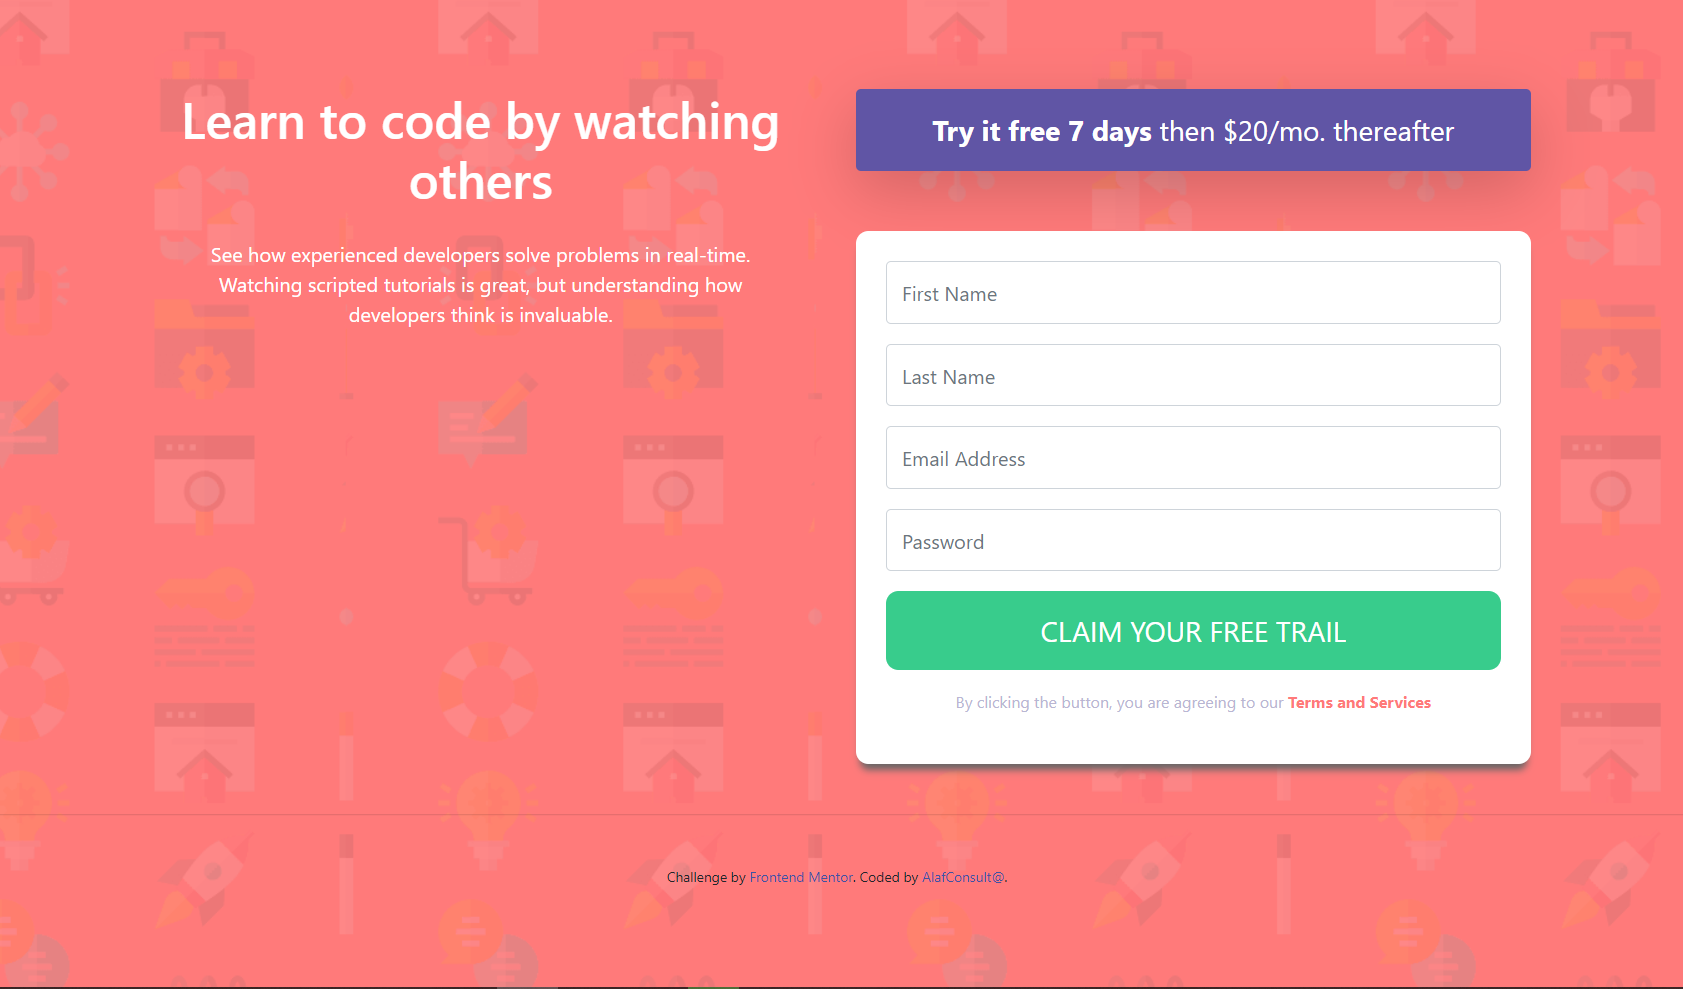 Learn to code by watching
others
See how experienced developers solve problems in real-time.
Watching scripted tutorials is great, but understanding how
developers think is invaluable.
Try it free 7 days then $20/mo. thereafter
First Name
Last Name
Email Address
Password
CLAIM YOUR FREE TRAIL
By clicking the button, you are agreeing to our Terms and Services
Challenge by Frontend Mentor. Coded by AlafConsult@.